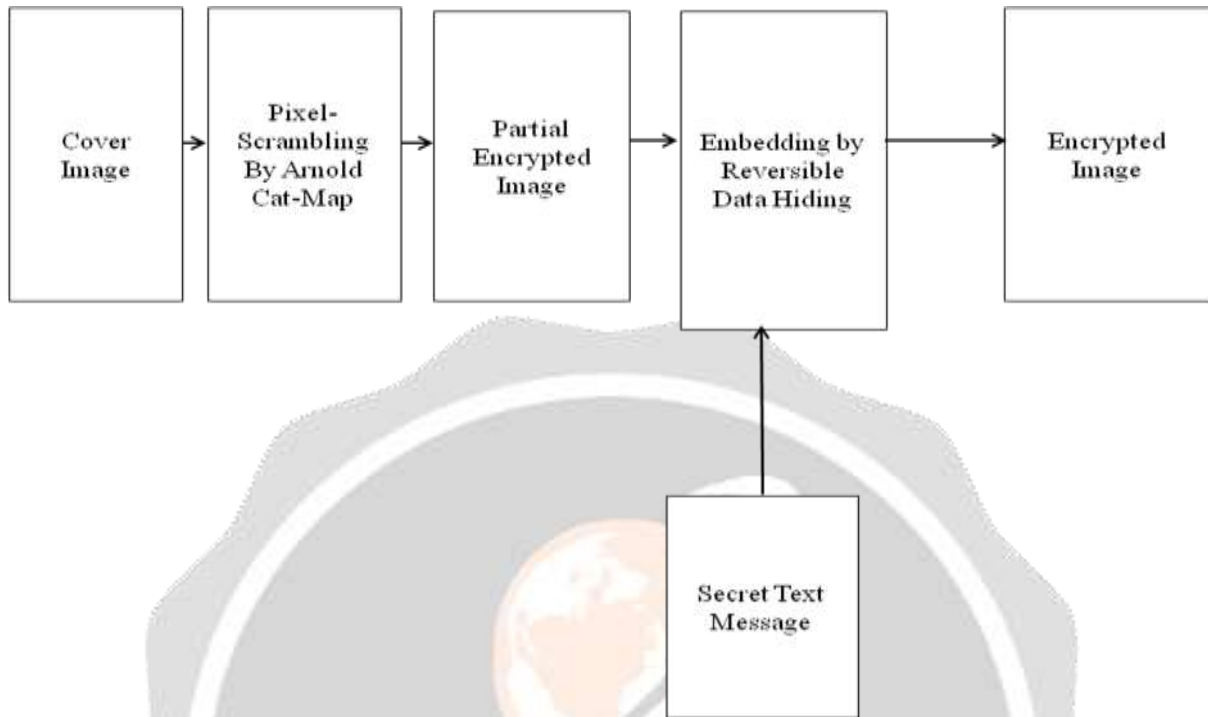 Cover
Image
Pixel-
Scrambling
By Arnold
Cat-Map
Partial
Encrypted
Image
Embedding by
Reversible
Data Hiding
Encrypted
Image
Secret Text
Message